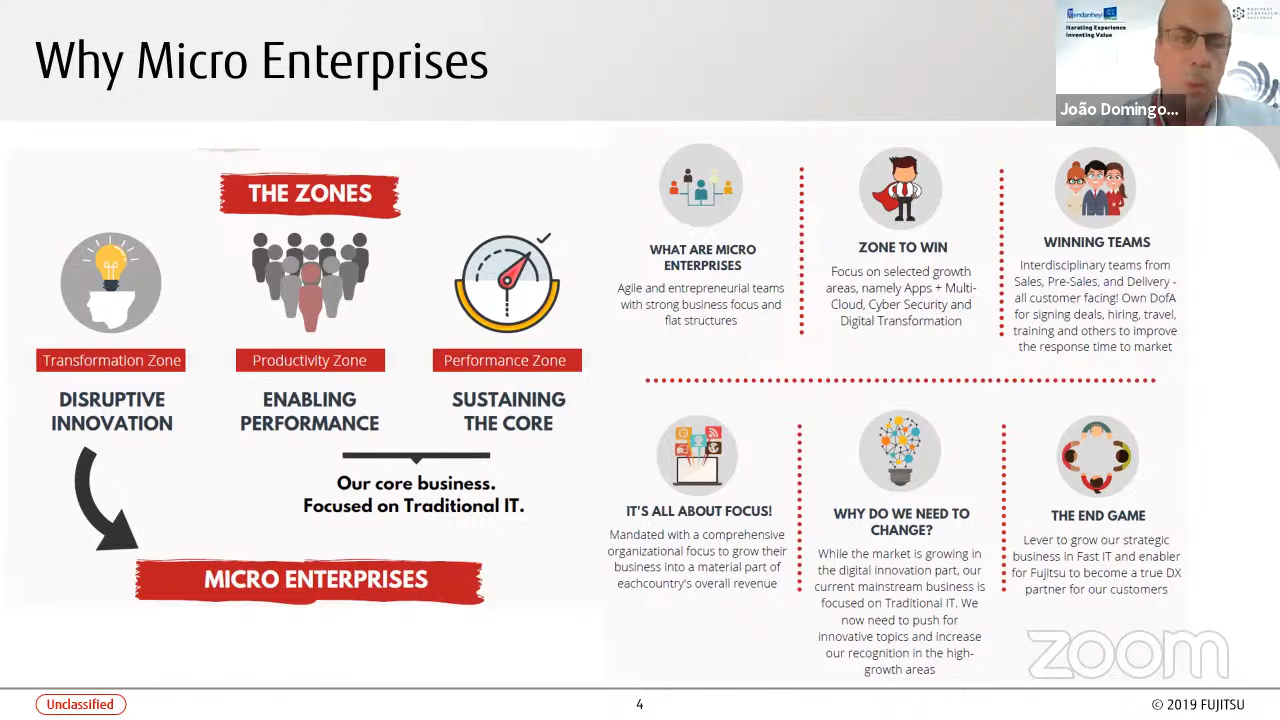 Why Micro Enterprises
Iterating Experience
Inventing Value
João Domingo...
THE ZONES
Transformation Zone
Productivity Zone
Performance Zone
DISRUPTIVE
INNOVATION
ENABLING
PERFORMANCE
SUSTAINING
THE CORE
Our core business.
Focused on Traditional IT.
MICRO ENTERPRISES
WHAT ARE MICRO
ENTERPRISES
Agile and entrepreneurial teams
with strong business focus and
flat structures
ZONE TO WIN
Focus on selected growth
areas, namely Apps + Multi-
Cloud, Cyber Security and
Digital Transformation
WINNING TEAMS
Interdisciplinary teams from
Sales, Pre-Sales, and Delivery -
all customer facing! Own DofA
for signing deals, hiring, travel,
training and others to improve
the response time to market
IT'S ALL ABOUT FOCUS!
Mandated with a comprehensive
organizational focus to grow their
business into a material part of
eachcountry's overall revenue
WHY DO WE NEED TO
CHANGE?
While the market is growing in
the digital innovation part, our
current mainstream business is
focused on Traditional IT. We
now need to push for
innovative topics and increase
our recognition in the high-
growth areas
THE END GAME
Lever to grow our strategic
business in Fast IT and enabler
for Fujitsu to become a true DX
partner for our customers
zoom
Unclassified
4
© 2019 FUJITSU